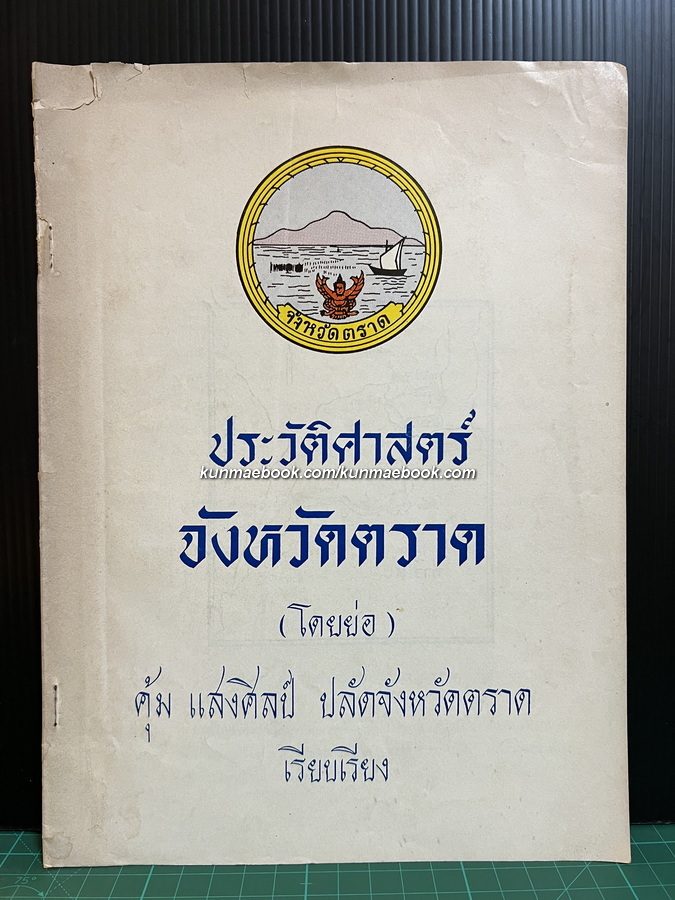 จังหวัดตราด
ประวัติศาสตร์
kunmaebook.com/kunmaebook.com
จังหวัดตราด
(โดยย่อ)
คุ้ม แสงศิลป์ ปลัดจังหวัดตราด
เรียบเรียง
75°